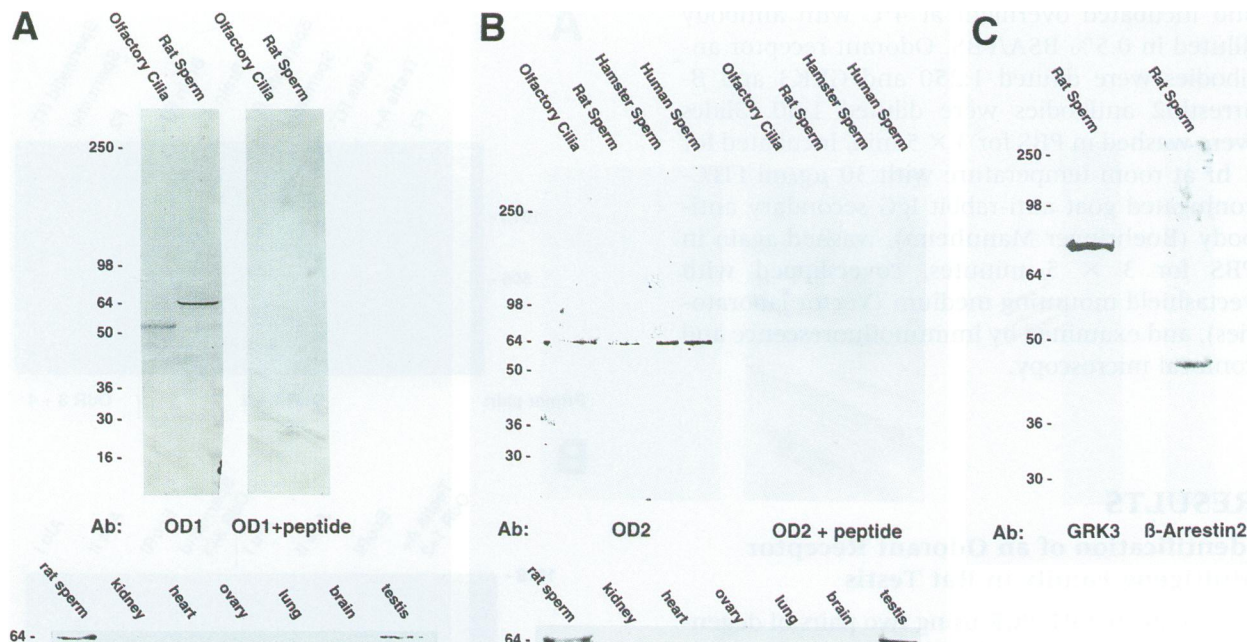 A
Olfactory Cilia
Rat Sperm
Olfactory Cilia
Rat Sperm
250 -
98 -
64 -
50 -
36 -
30 -
16 -
Ab: OD1 OD1+peptide
rat sperm
kidney
heart
ovary
lung
brain
testis
64 -
B
Olfactory Cilia
Rat Sperm
Hamster Sperm
Human Sperm
Olfactory Cilia
Rat Sperm
Hamster Sperm
Human Sperm
250 -
98 -
64 -
50 -
36 -
30 -
Ab: OD2 OD2 + peptide
rat sperm
kidney
heart
ovary
lung
brain
testis
64 -
C
Rat Sperm
Rat Sperm
250 -
98 -
64 -
50 -
36 -
30 -
Ab: GRK3 ß-Arrestin2